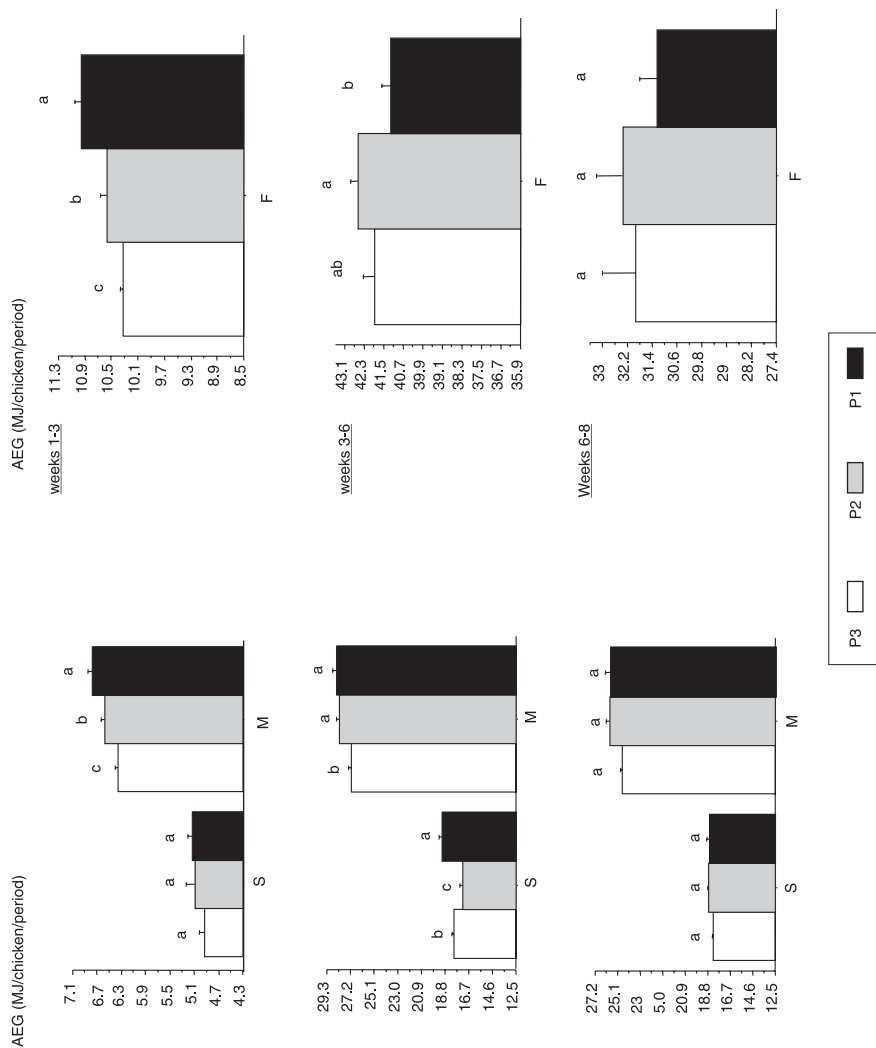 AEG (MJ/chicken/period)
AEG (MJ/chicken/period)
weeks 1-3
7.1
6.7
6.3
5.9
5.5
5.1
4.7
4.3
a
a
a
S
c
b
a
M
11.3
10.9
10.5
10.1
9.7
9.3
8.9
8.5
c
b
a
F
weeks 3-6
29.3
27.2
25.1
23.0
20.9
18.8
16.7
14.6
12.5
b
c
a
S
b
a
a
M
43.1
42.3
41.5
40.7
39.9
39.1
38.3
37.5
36.7
35.9
ab
a
b
F
Weeks 6-8
27.2
25.1
23
5.0
20.9
18.8
16.7
14.6
12.5
a
a
a
S
a
a
a
M
33
32.2
31.4
30.6
29.8
29
28.2
27.4
a
a
a
F
P3
P2
P1